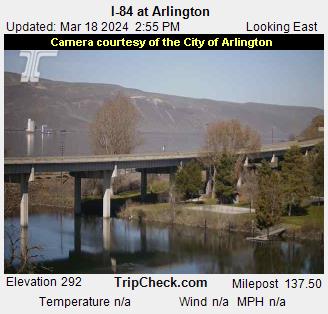 I-84 at Arlington
Updated: Mar 18 2024 2:55 PM Looking East
Camera courtesy of the City of Arlington
Elevation 292 TripCheck.com Milepost 137.50
Temperature n/a Wind n/a MPH n/a